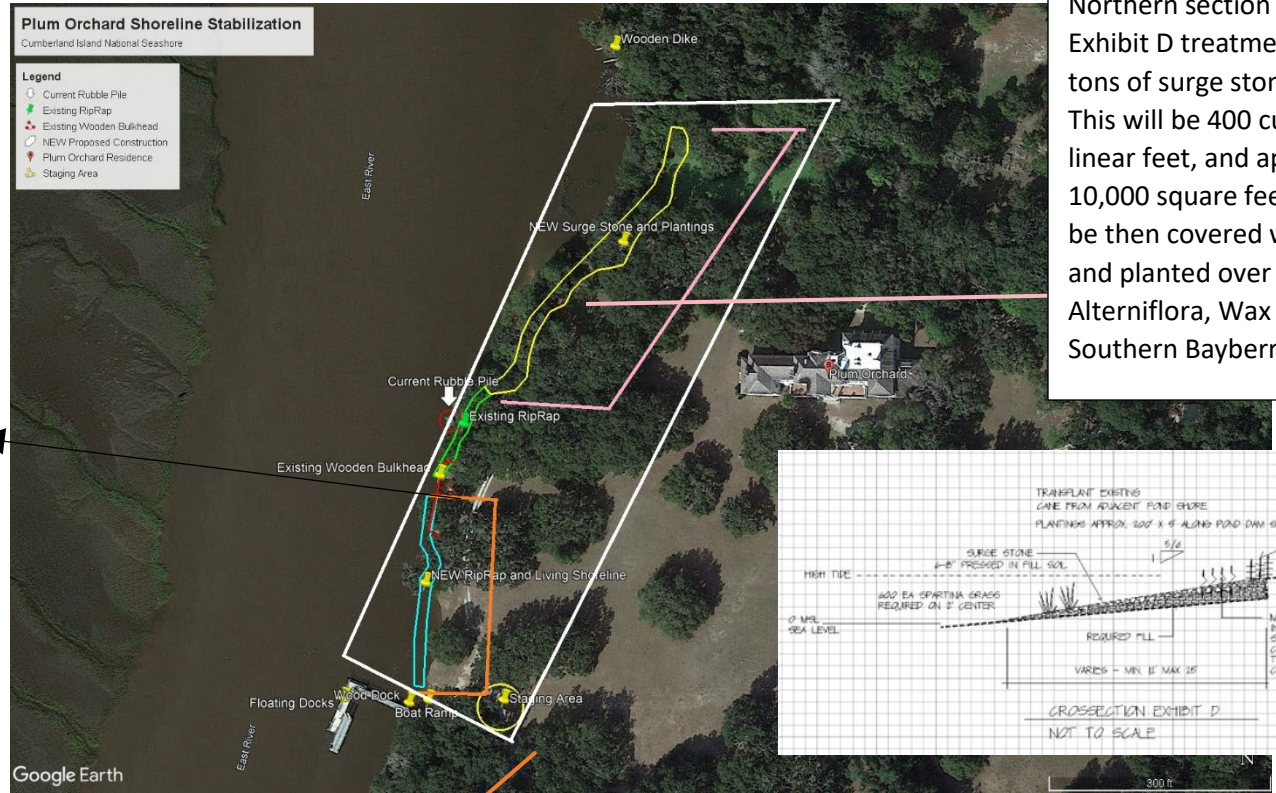 Plum Orchard Shoreline Stabilization
Cumberland Island National Seashore
Legend
Current Rubble Pile
Existing RipRap
Existing Wooden Bulkhead
NEW Proposed Construction
Plum Orchard Residence
Staging Area
Wooden Dike
East River
NEW Surge Stone and Plantings
Plum Orchard
Current Rubble Pile
Existing RipRap
Existing Wooden Bulkhead
NEW RipRap and Living Shoreline
Floating Docks
Wood Dock
Boat Ramp
Staging Area
East River
Google Earth
Northern section
Exhibit D treatme
tons of surge stor
This will be 400 cu
linear feet, and ap
10,000 square fee
be then covered v
and planted over
Alterniflora, Wax
Southern Bayberr
TRANSPLANT EXISTING
CANE FROM ADJACENT POND SHORE
PLANTINGS APPROX. 200' X 5' ALONG POND DAM S
5/6
1
SURGE STONE
6-8" PRESSED IN FILL SOIL
HIGH TIDE
600 EA SPARTINA GRASS
REQUIRED ON 2' CENTER
0 MSL
SEA LEVEL
REQUIRED FILL
VARIES - MIN. 12' MAX 25'
CROSSECTION EXHIBIT D
NOT TO SCALE
N
300 ft